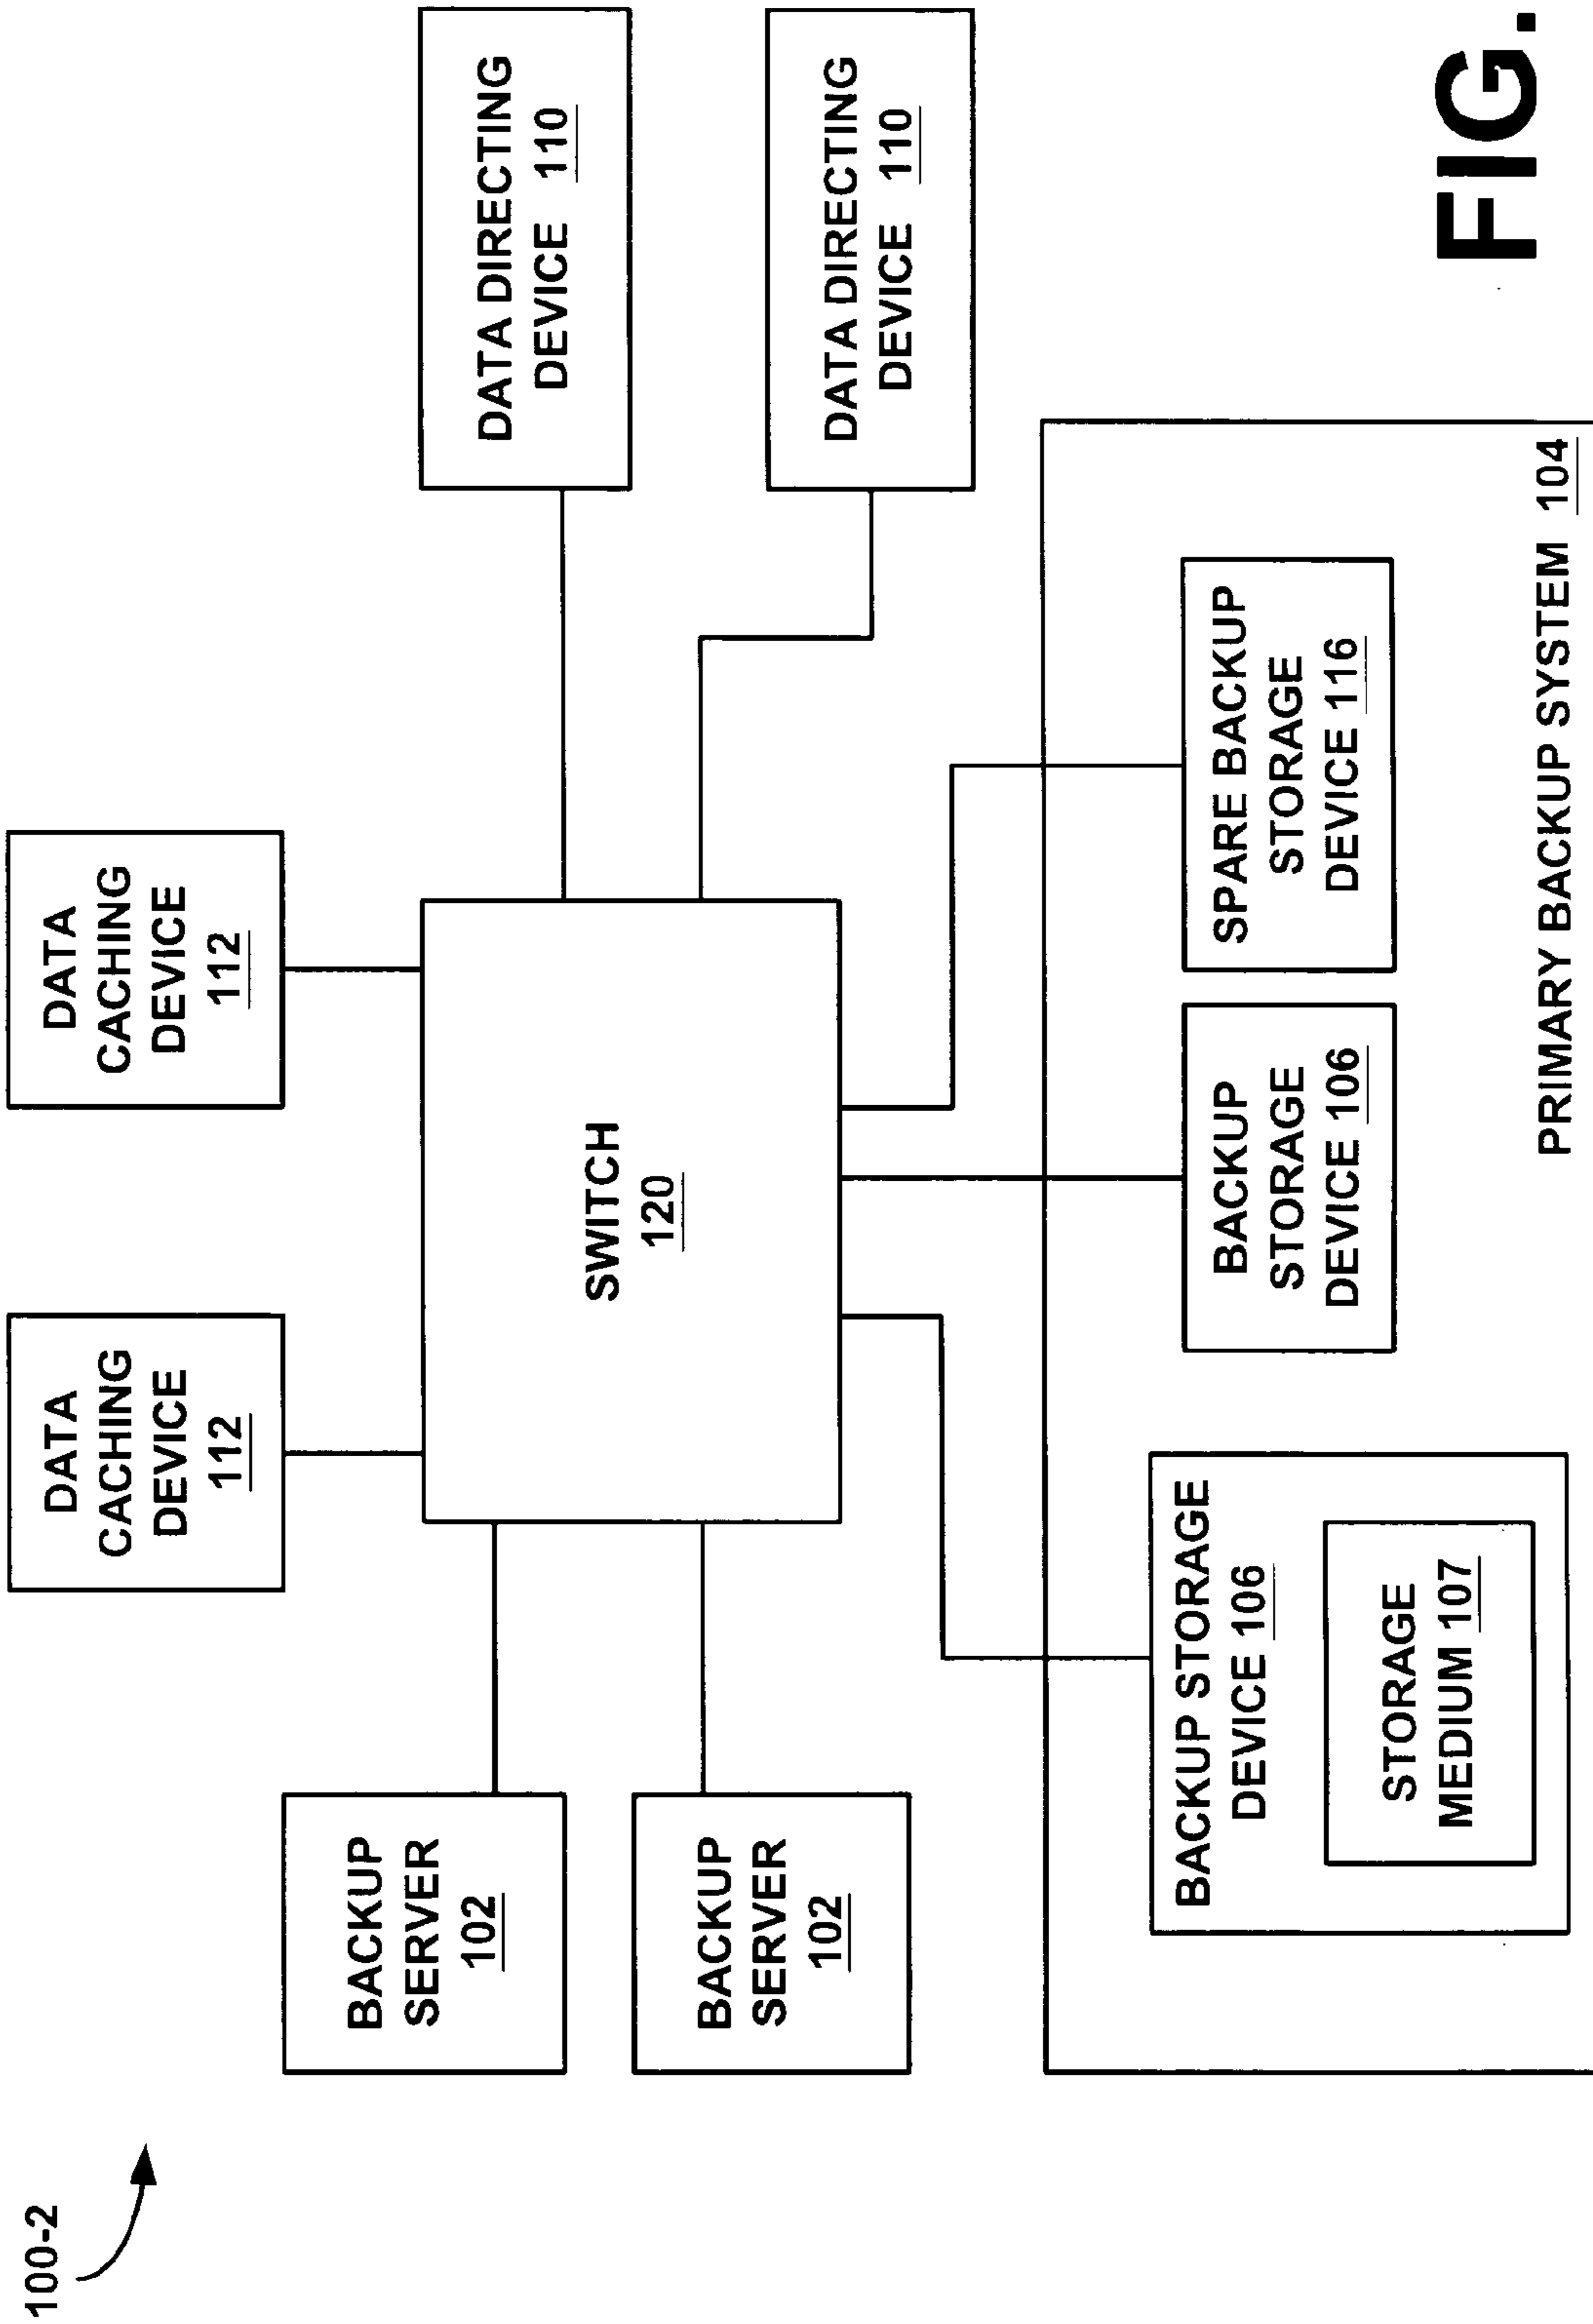 100-2
DATA
CACHING
DEVICE
112
DATA
CACHING
DEVICE
112
BACKUP
SERVER
102
BACKUP
SERVER
102
SWITCH
120
DATA DIRECTING
DEVICE 110
DATA DIRECTING
DEVICE 110
BACKUP STORAGE
DEVICE 106
STORAGE
MEDIUM 107
BACKUP
STORAGE
DEVICE 106
SPARE BACKUP
STORAGE
DEVICE 116
PRIMARY BACKUP SYSTEM 104
FIG.